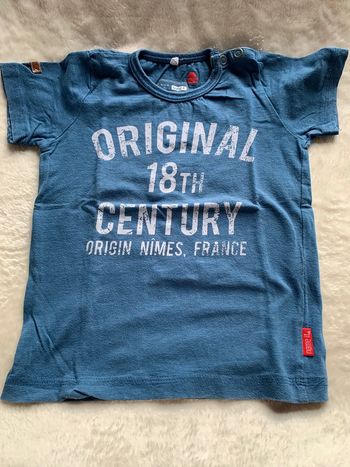 ORIGINAL
18TH
CENTURY
ORIGIN NÎMES, FRANCE